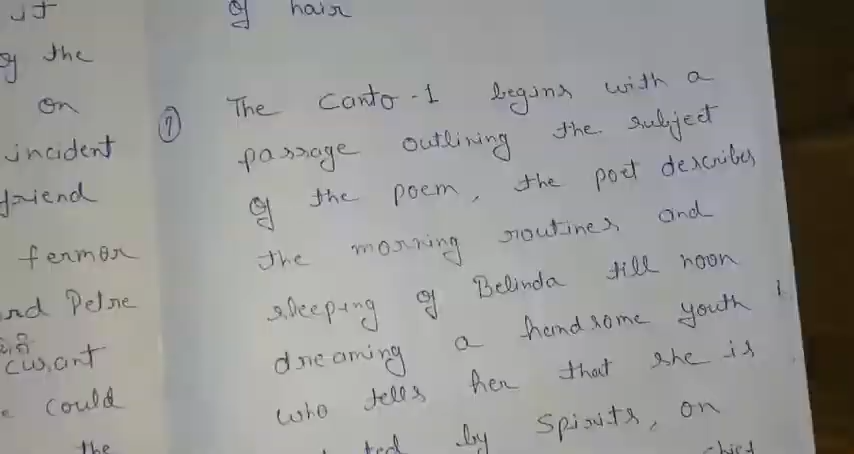 it
of the
on
incident
friend
fermor
rd Petre
could
the
of hair
7 The Canto-1 begins with a
passage outlining the subject
of the poem, the poet describes
the morning routines and
sleeping of Belinda till noon
dreaming a handsome youth
who tells her that she is
by Spirits, on